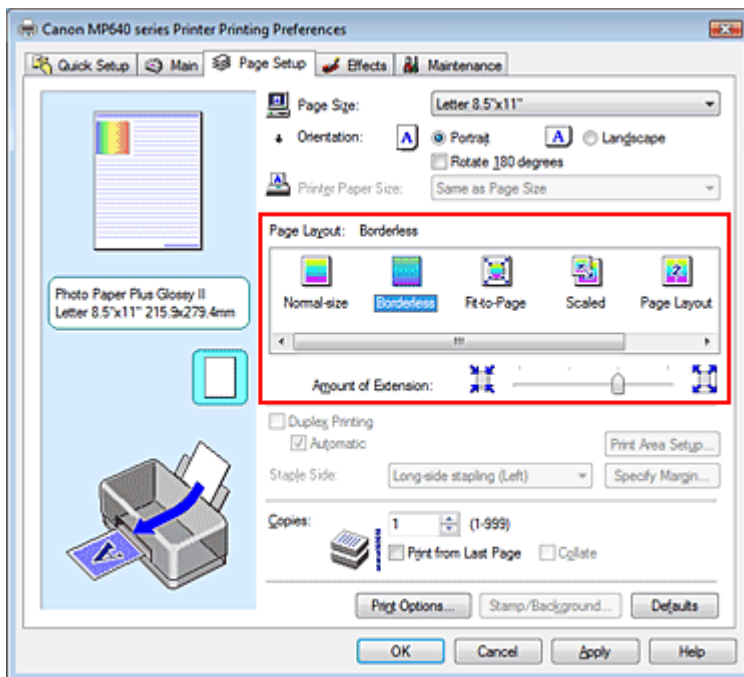 Canon MP640 series Printer Printing Preferences
Quick Setup Main Page Setup Effects Maintenance
Page Size: Letter 8.5"x11"
Orientation: A Portrait A Landscape
Rotate 180 degrees
Printer Paper Size: Same as Page Size
Page Layout: Borderless
Normal-size Borderless Fit-to-Page Scaled Page Layout
Photo Paper Plus Glossy II
Letter 8.5"x11" 215.9x279.4mm
Amount of Extension:
Duplex Printing
Automatic Print Area Setup...
Staple Side: Long-side stapling (Left) Specify Margin...
Copies: 1 (1-999)
Print from Last Page Collate
Print Options... Stamp/Background... Defaults
OK Cancel Apply Help